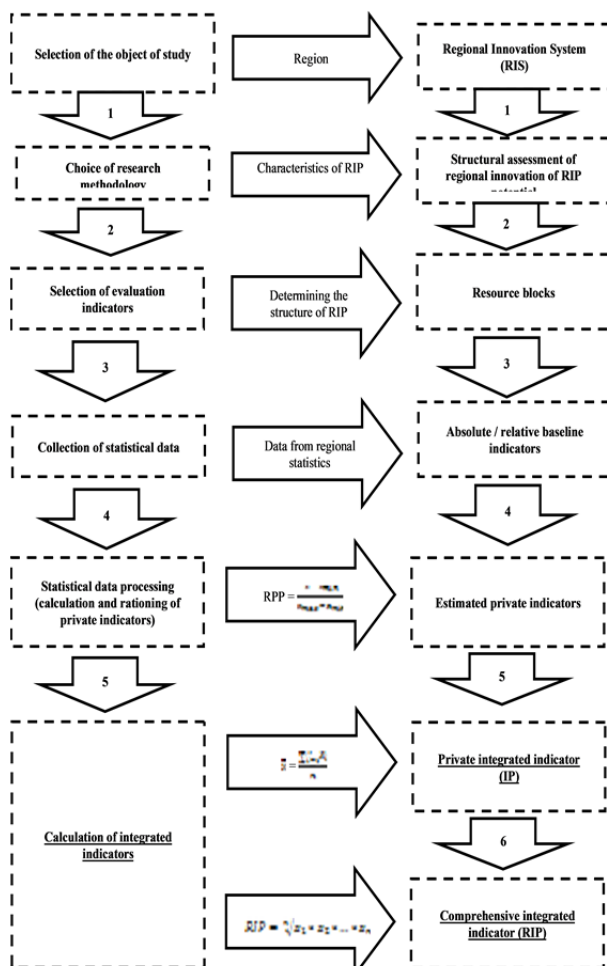 Selection of the object of study
Region
Regional Innovation System
(RIS)
1
1
Choice of research
methodology
Characteristics of RIP
Structural assessment of
regional innovation of RIP
potential
2
2
Selection of evaluation
indicators
Determining the
structure of RIP
Resource blocks
3
3
Collection of statistical data
Data from regional
statistics
Absolute / relative baseline
indicators
4
4
Statistical data processing
(calculation and rationing of
private indicators)
RPP =
Estimated private indicators
5
5
Calculation of integrated
indicators
Private integrated indicator
(IP)
6
RIP =
Comprehensive integrated
indicator (RIP)